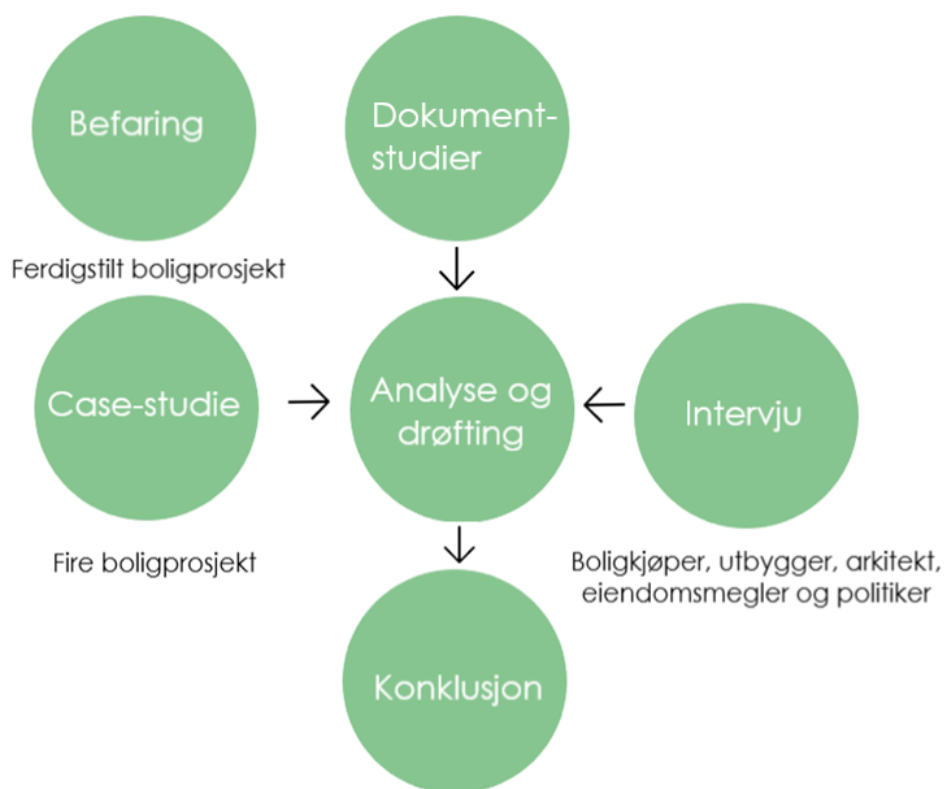 Befaring
Dokument-
studier
Ferdigstilt boligprosjekt
Case-studie
Analyse og
drøfting
Intervju
Fire boligprosjekt
Boligkjøper, utbygger, arkitekt,
eiendomsmegler og politiker
Konklusjon